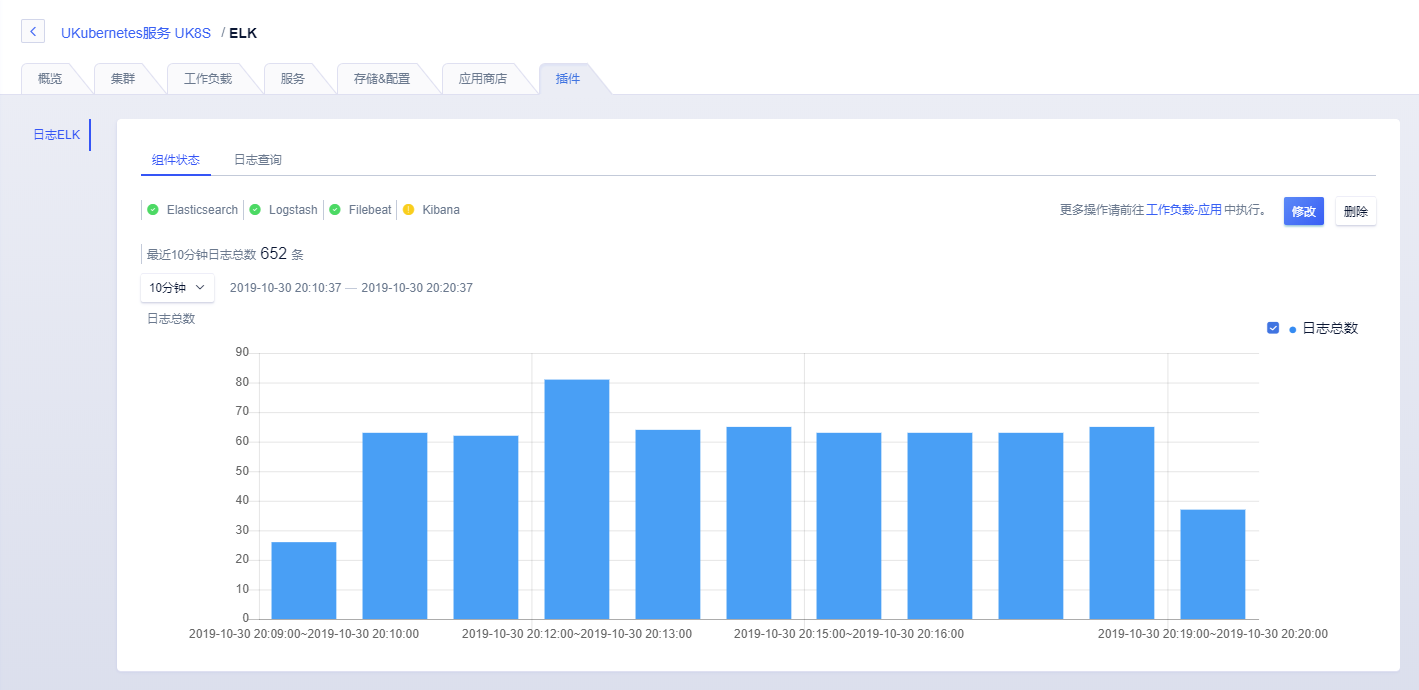 UKubernetes服务 UK8S / ELK
概览 集群 工作负载 服务 存储&配置 应用商店 插件
日志ELK
组件状态 日志查询
Elasticsearch Logstash Filebeat Kibana 更多操作请前往 工作负载-应用 中执行。 修改 删除
最近10分钟日志总数 652 条
10分钟 2019-10-30 20:10:37 — 2019-10-30 20:20:37
日志总数
日志总数
90
80
70
60
50
40
30
20
10
0
2019-10-30 20:09:00~2019-10-30 20:10:00 2019-10-30 20:12:00~2019-10-30 20:13:00 2019-10-30 20:15:00~2019-10-30 20:16:00 2019-10-30 20:19:00~2019-10-30 20:20:00